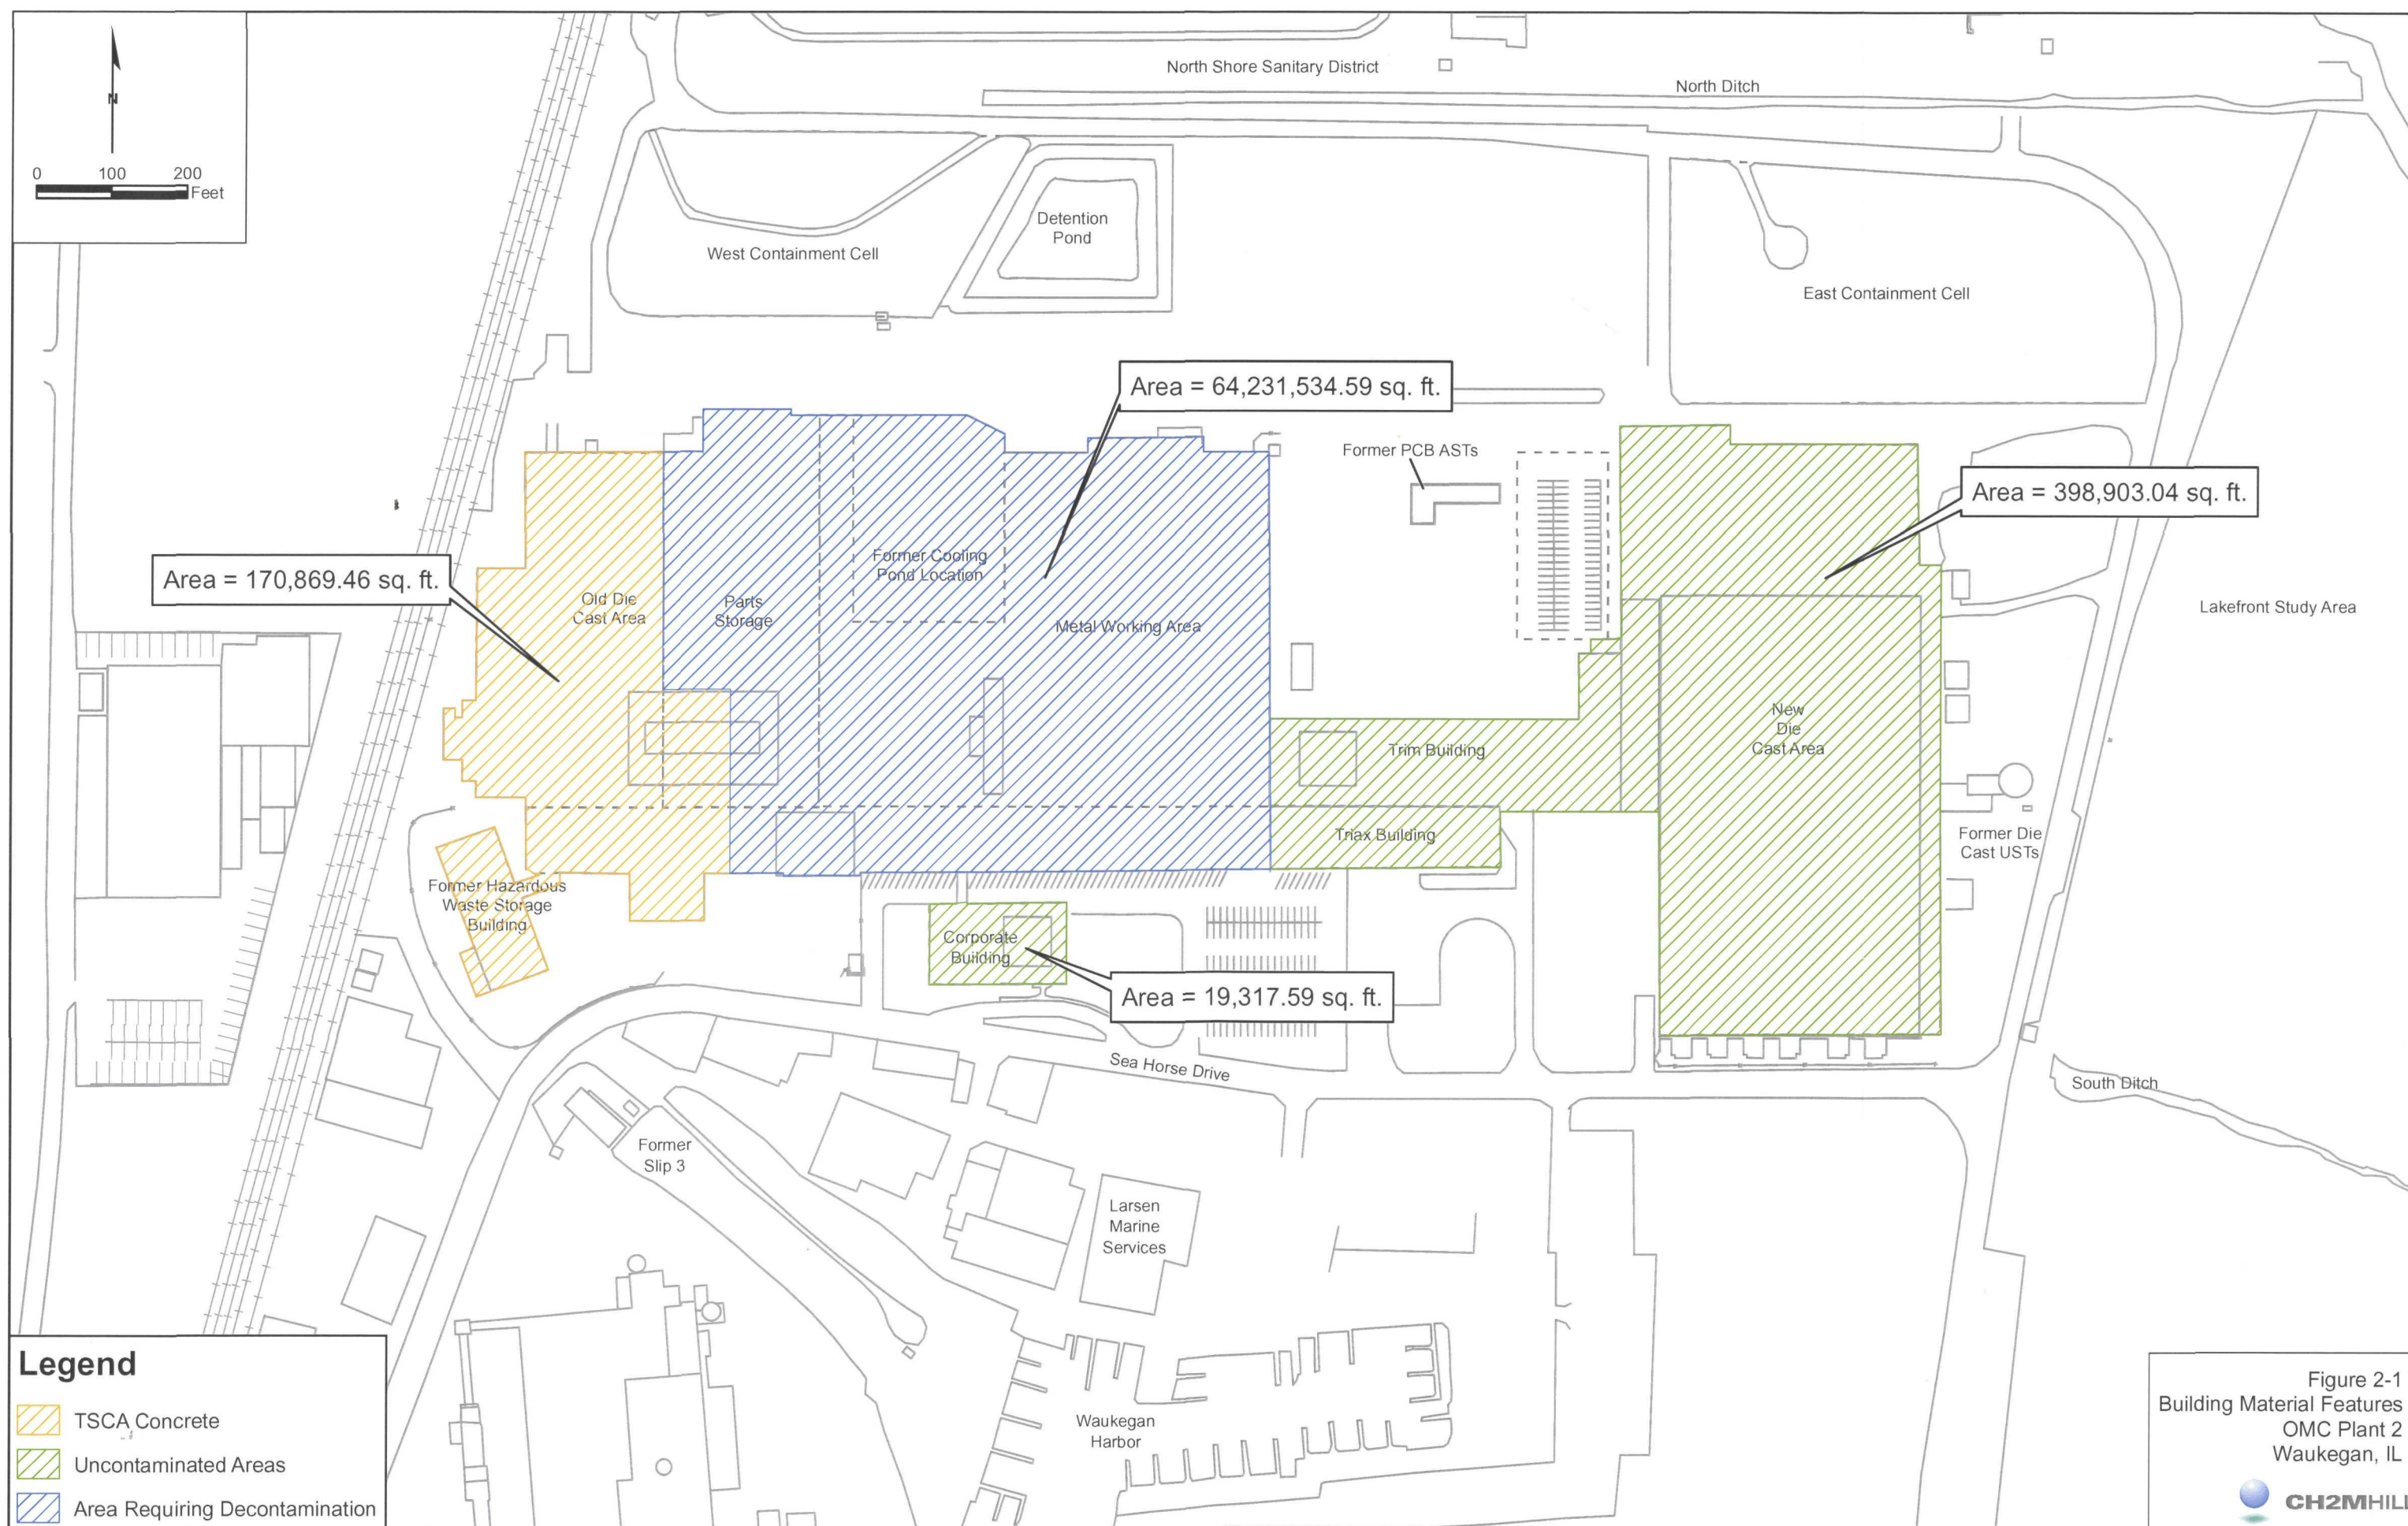 N
0 100 200
Feet
North Shore Sanitary District
North Ditch
Detention
Pond
West Containment Cell
East Containment Cell
Area = 64,231,534.59 sq. ft.
Former PCB ASTs
Area = 398,903.04 sq. ft.
Area = 170,869.46 sq. ft.
Former Cooling
Pond Location
Old Die
Cast Area
Parts
Storage
Metal Working Area
Lakefront Study Area
New
Die
Cast Area
Trim Building
Triax Building
Former Die
Cast USTs
Former Hazardous
Waste Storage
Building
Corporate
Building
Area = 19,317.59 sq. ft.
Sea Horse Drive
South Ditch
Former
Slip 3
Larsen
Marine
Services
Waukegan
Harbor
Legend
TSCA Concrete
Uncontaminated Areas
Area Requiring Decontamination
Figure 2-1
Building Material Features
OMC Plant 2
Waukegan, IL
CH2MHILL